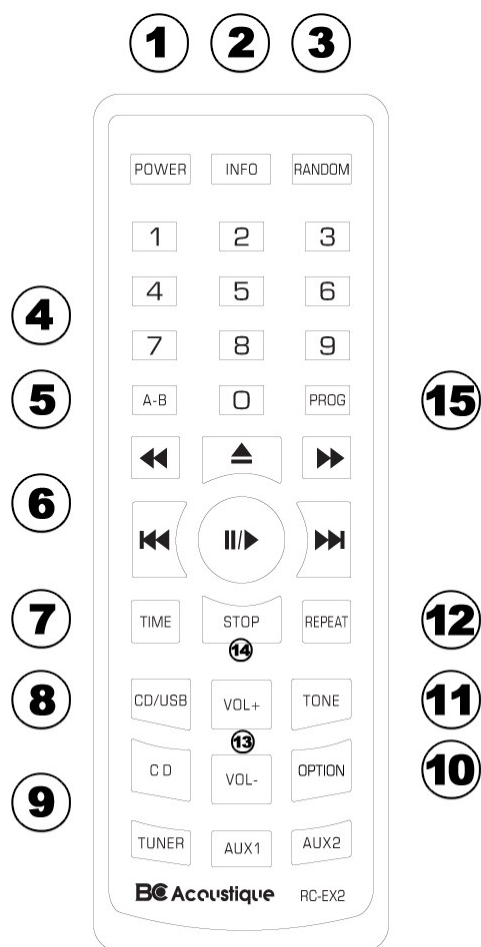 1 2 3
POWER INFO RANDOM
1 2 3
4 5 6
4
7 8 9
5 A-B 0 PROG 15
6
II/
7 TIME STOP REPEAT 12
14
8 CD/USB VOL+ TONE 11
13
CD VOL- OPTION 10
9
TUNER AUX1 AUX2
BC Acoustique RC-EX2